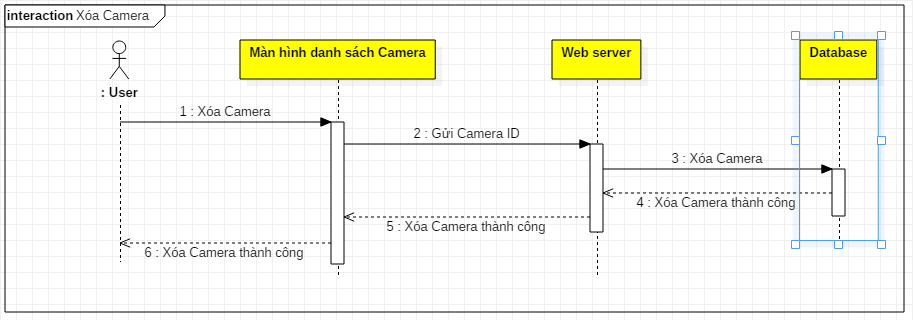 interaction Xóa Camera
Màn hình danh sách Camera
Web server
Database
: User
1 : Xóa Camera
2 : Gửi Camera ID
3 : Xóa Camera
4 : Xóa Camera thành công
5 : Xóa Camera thành công
6 : Xóa Camera thành công